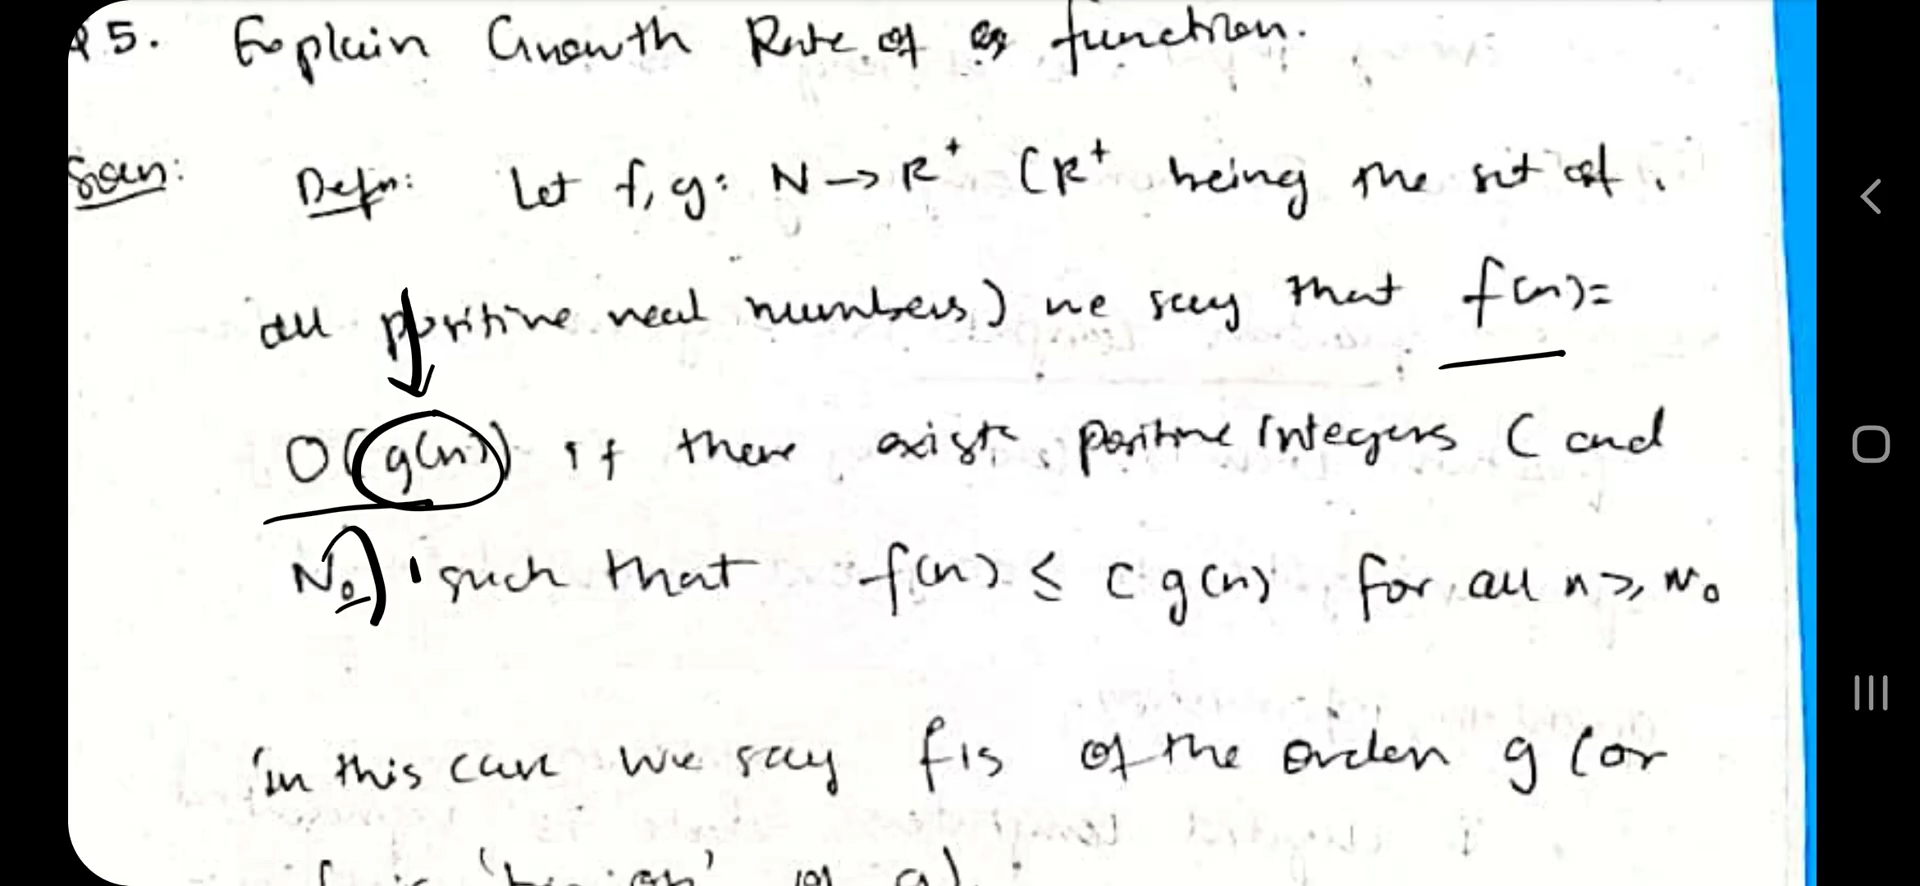 Q5. Explain Growth Rate of a function.
Soln: Defn: Let f, g: N → R⁺ (R⁺ being the set of
all positive real numbers) we say that f(n) =
O(g(n)) if there exist positive integers C and
N₀, such that f(n) ≤ C g(n) for all n ≥ N₀
in this case we say f is of the order g (or